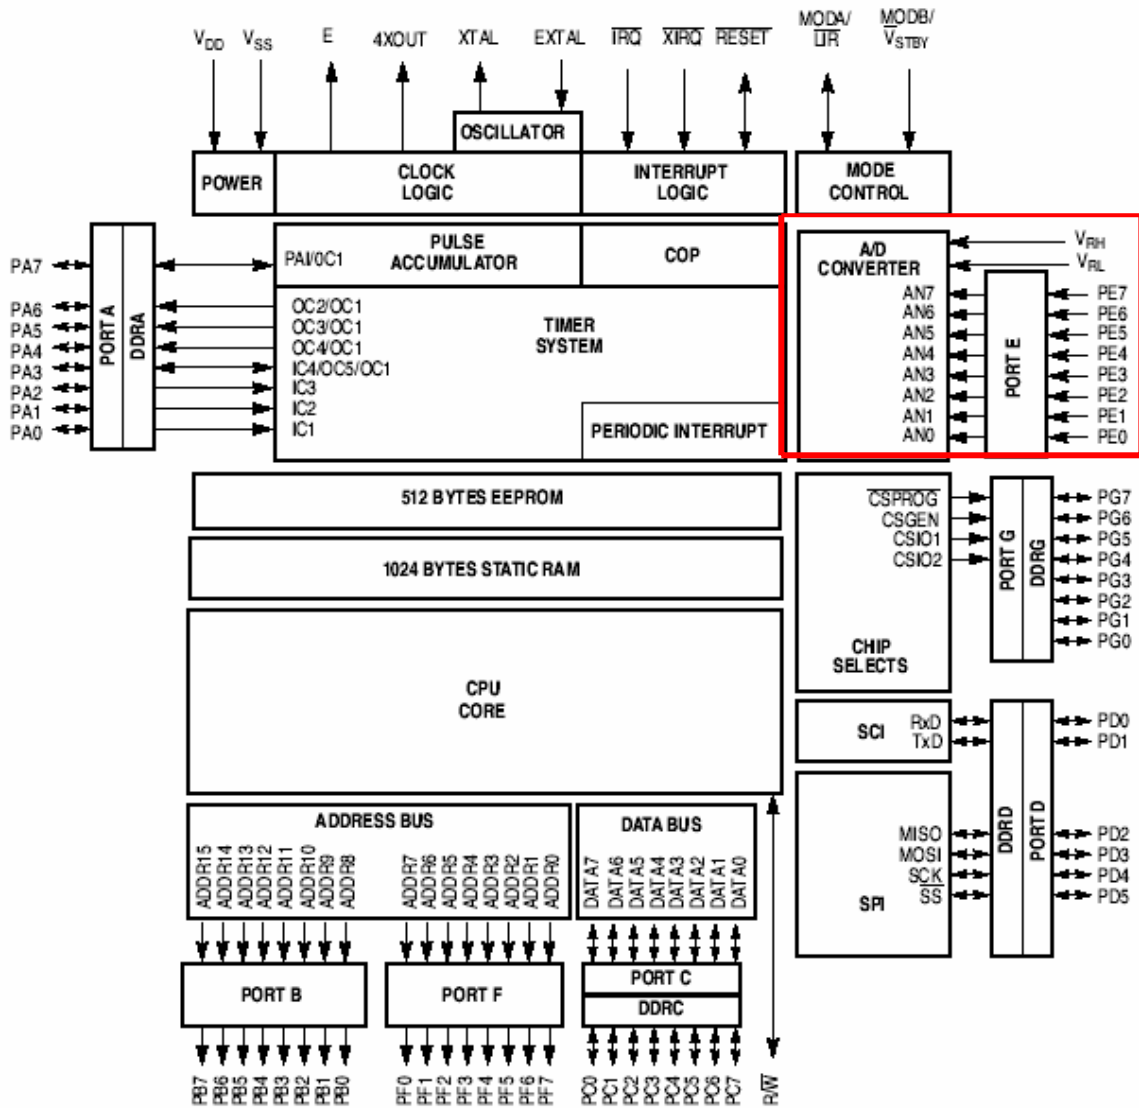 VDD VSS E 4XOUT XTAL EXTAL IRQ XIRQ RESET MODA/ LIR MODB/ VSTBY
OSCILLATOR
POWER
CLOCK
LOGIC
INTERRUPT
LOGIC
MODE
CONTROL
PA7
PA6
PA5
PA4
PA3
PA2
PA1
PA0
PORT A
DDRA
PAI/OC1
PULSE
ACCUMULATOR
COP
OC2/OC1
OC3/OC1
OC4/OC1
IC4/OC5/OC1
IC3
IC2
IC1
TIMER
SYSTEM
PERIODIC INTERRUPT
A/D
CONVERTER
VRH
VRL
AN7
AN6
AN5
AN4
AN3
AN2
AN1
AN0
PORT E
PE7
PE6
PE5
PE4
PE3
PE2
PE1
PE0
512 BYTES EEPROM
1024 BYTES STATIC RAM
CPU
CORE
CSPROG
CSGEN
CSIO1
CSIO2
CHIP
SELECTS
PORT G
DDRG
PG7
PG6
PG5
PG4
PG3
PG2
PG1
PG0
SCI
RxD
TxD
SPI
MISO
MOSI
SCK
SS
DDRD
PORT D
PD0
PD1
PD2
PD3
PD4
PD5
ADDRESS BUS
ADDR15
ADDR14
ADDR13
ADDR12
ADDR11
ADDR10
ADDR9
ADDR8
ADDR7
ADDR6
ADDR5
ADDR4
ADDR3
ADDR2
ADDR1
ADDR0
DATA BUS
DATA7
DATA6
DATA5
DATA4
DATA3
DATA2
DATA1
DATA0
PORT B
PORT F
PORT C
DDRC
PB7
PB6
PB5
PB4
PB3
PB2
PB1
PB0
PF0
PF1
PF2
PF3
PF4
PF5
PF6
PF7
PC0
PC1
PC2
PC3
PC4
PC5
PC6
PC7
R/W